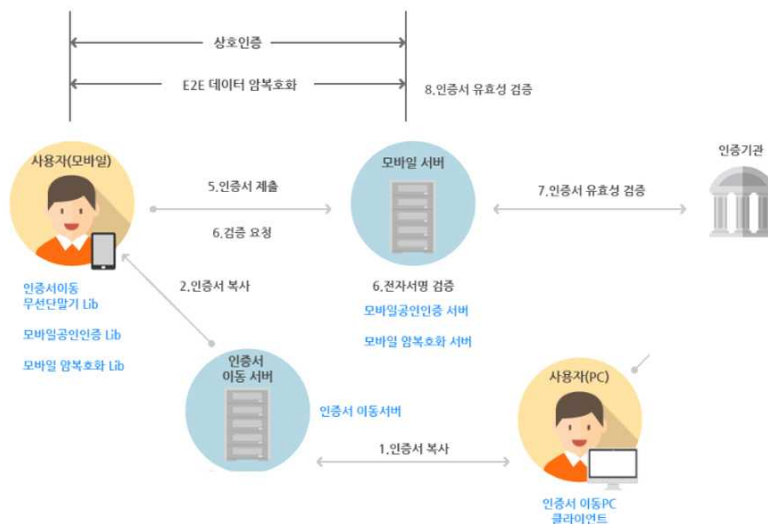 상호인증
E2E 데이터 암복호화
8.인증서 유효성 검증
사용자(모바일)
모바일 서버
인증기관
5.인증서 제출
7.인증서 유효성 검증
6.검증 요청
2.인증서 복사
6.전자서명 검증
인증서이동
무선단말기 Lib
모바일공인인증 서버
모바일공인인증 Lib
모바일 암복호화 서버
모바일 암복호화 Lib
인증서
이동 서버
사용자(PC)
인증서 이동서버
1.인증서 복사
인증서 이동PC
클라이언트